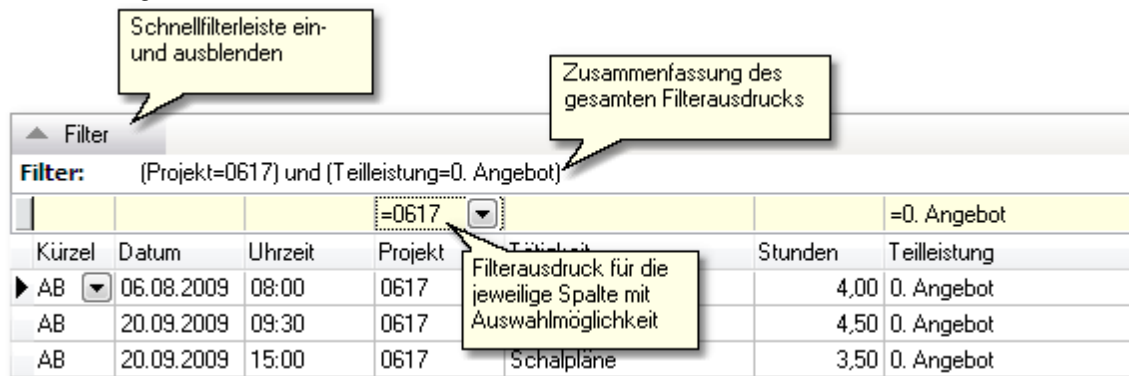 Schnellfilterleiste ein-
und ausblenden
Zusammenfassung des
gesamten Filterausdrucks
Filter
Filter: (Projekt=0617) und (Teilleistung=0. Angebot)
=0617 =0. Angebot
Kürzel Datum Uhrzeit Projekt Tätigkeit Stunden Teilleistung
Filterausdruck für die
jeweilige Spalte mit
Auswahlmöglichkeit
AB 06.08.2009 08:00 0617 4,00 0. Angebot
AB 20.09.2009 09:30 0617 4,50 0. Angebot
AB 20.09.2009 15:00 0617 Schalpläne 3,50 0. Angebot